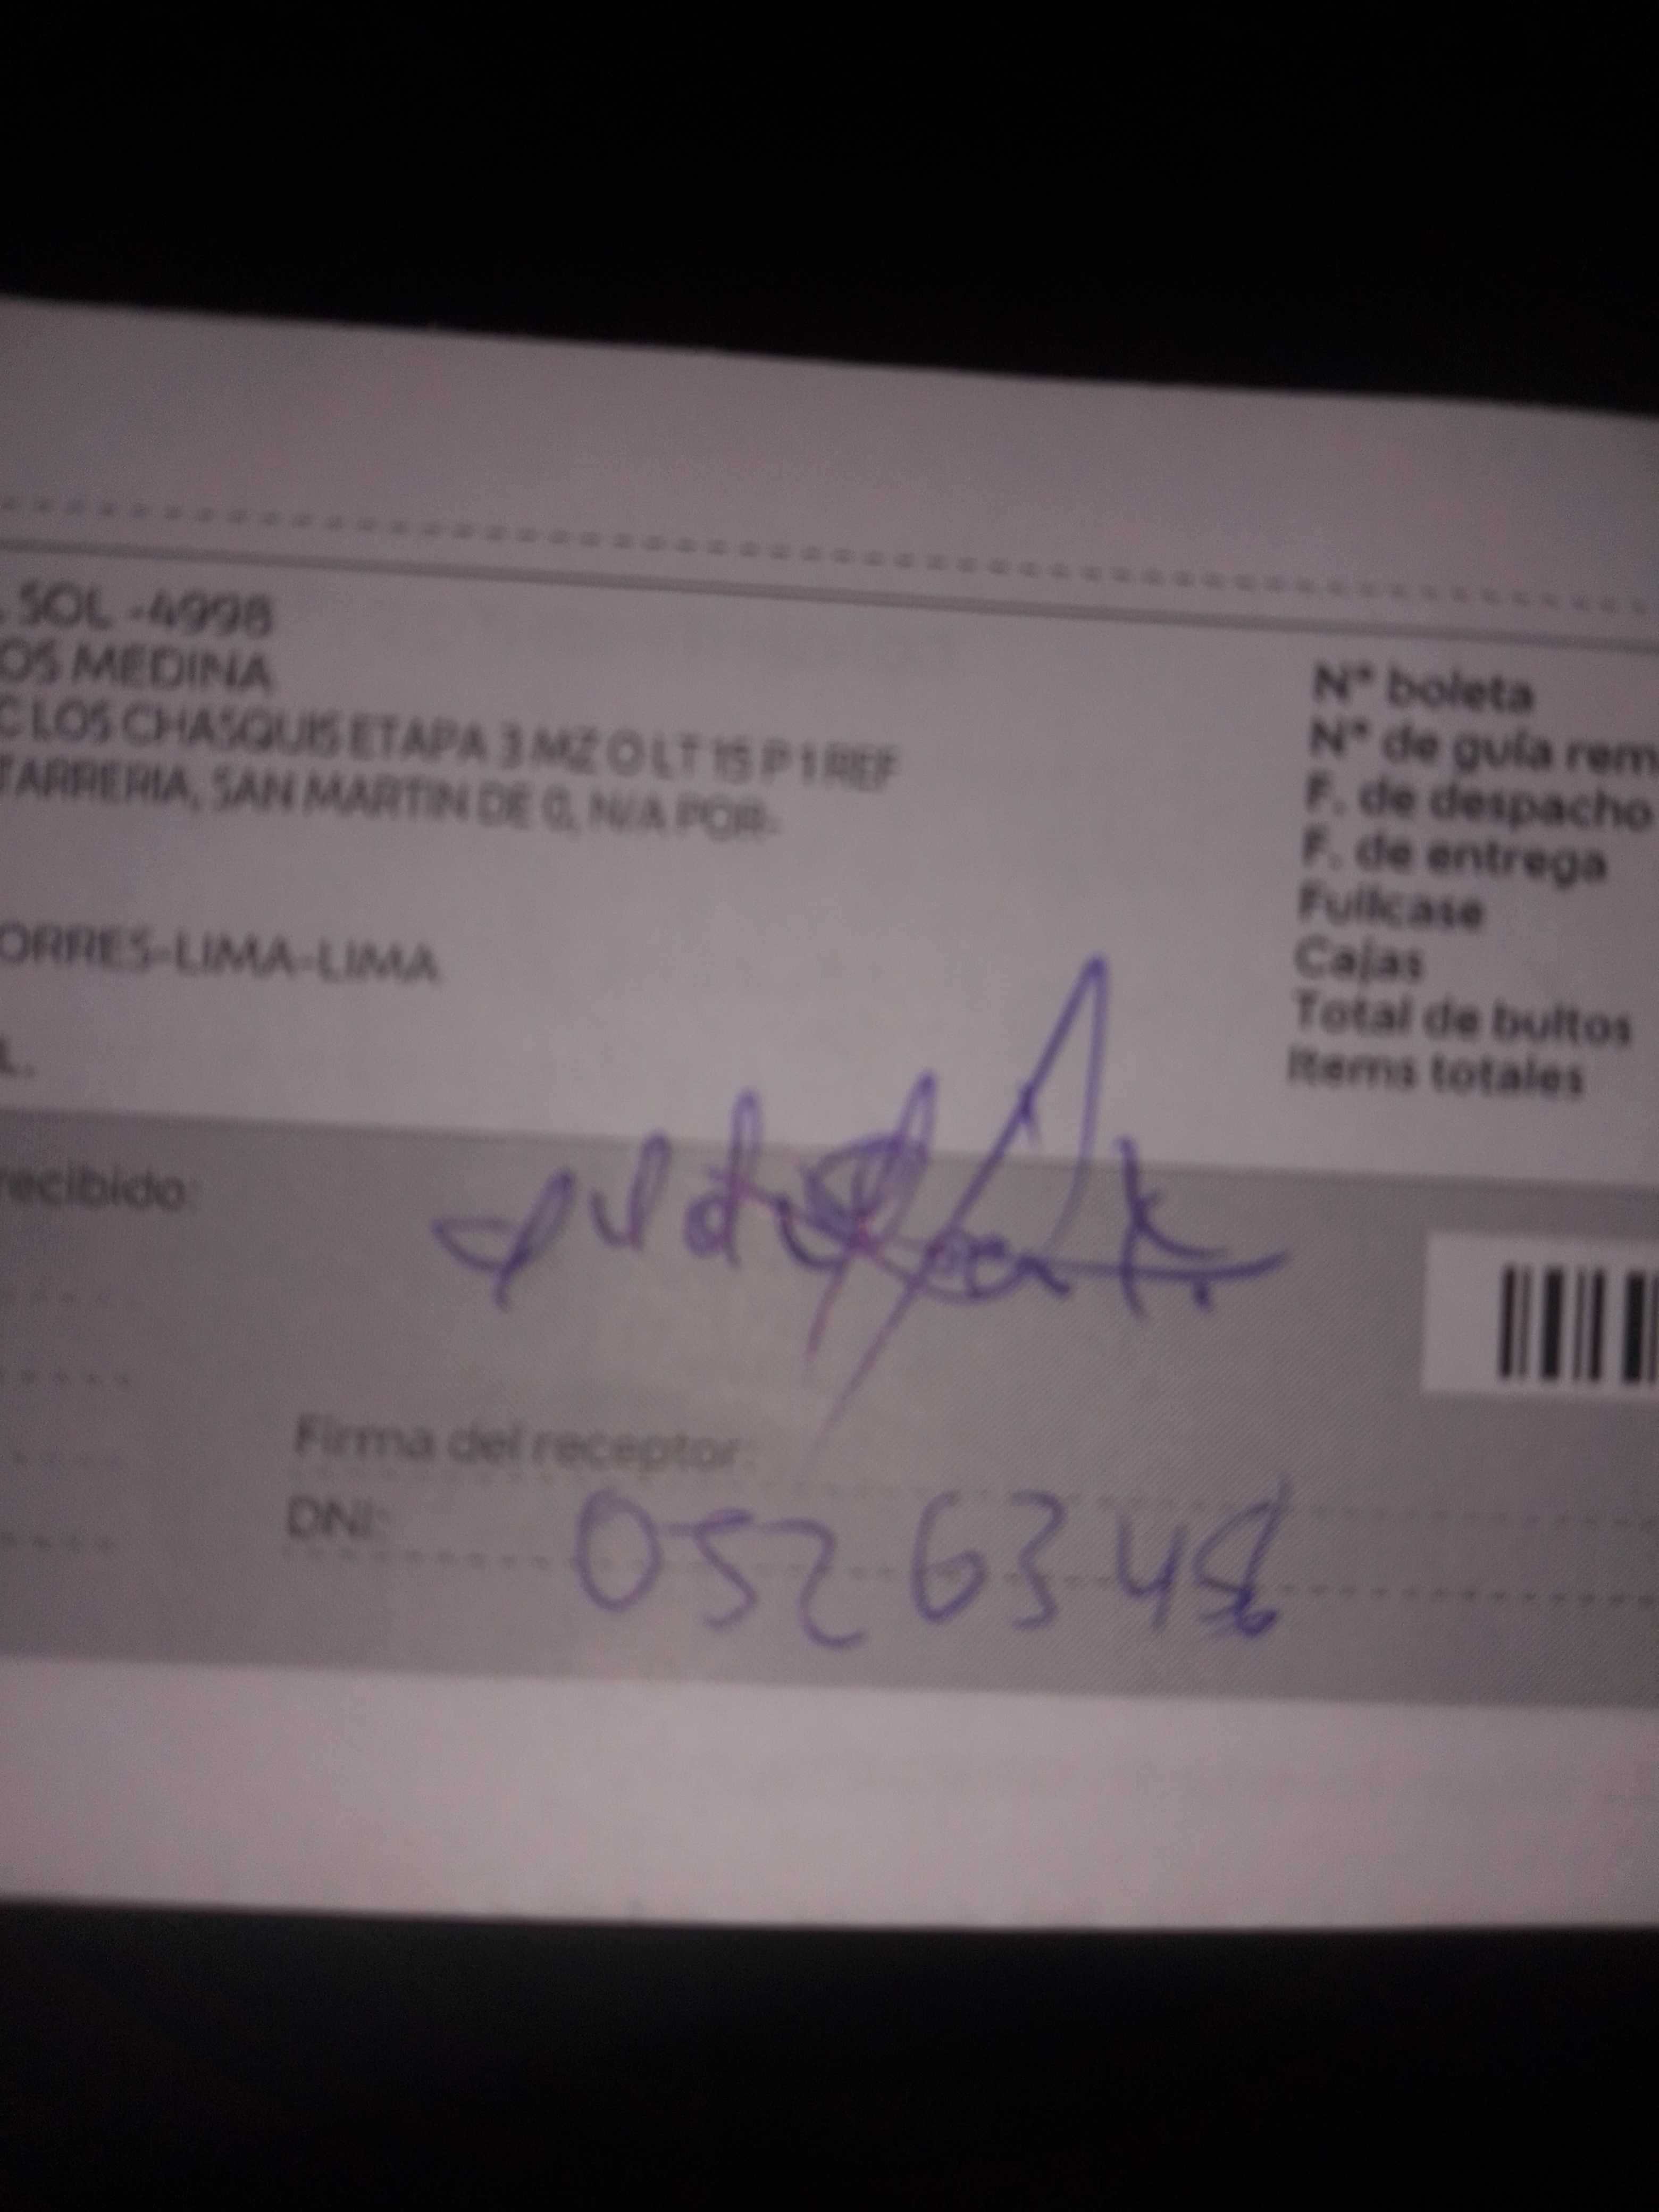 . SOL -4998
OS MEDINA
C LOS CHASQUIS ETAPA 3 MZ O LT 15 P 1 REF
TARRERIA, SAN MARTIN DE G, N/A POR-
ORRES-LIMA-LIMA
L.
N° boleta
N° de guía rem
F. de despacho
F. de entrega
Fullcase
Cajas
Total de bultos
Items totales
recibido:
Firma del receptor:
DNI: 0526348